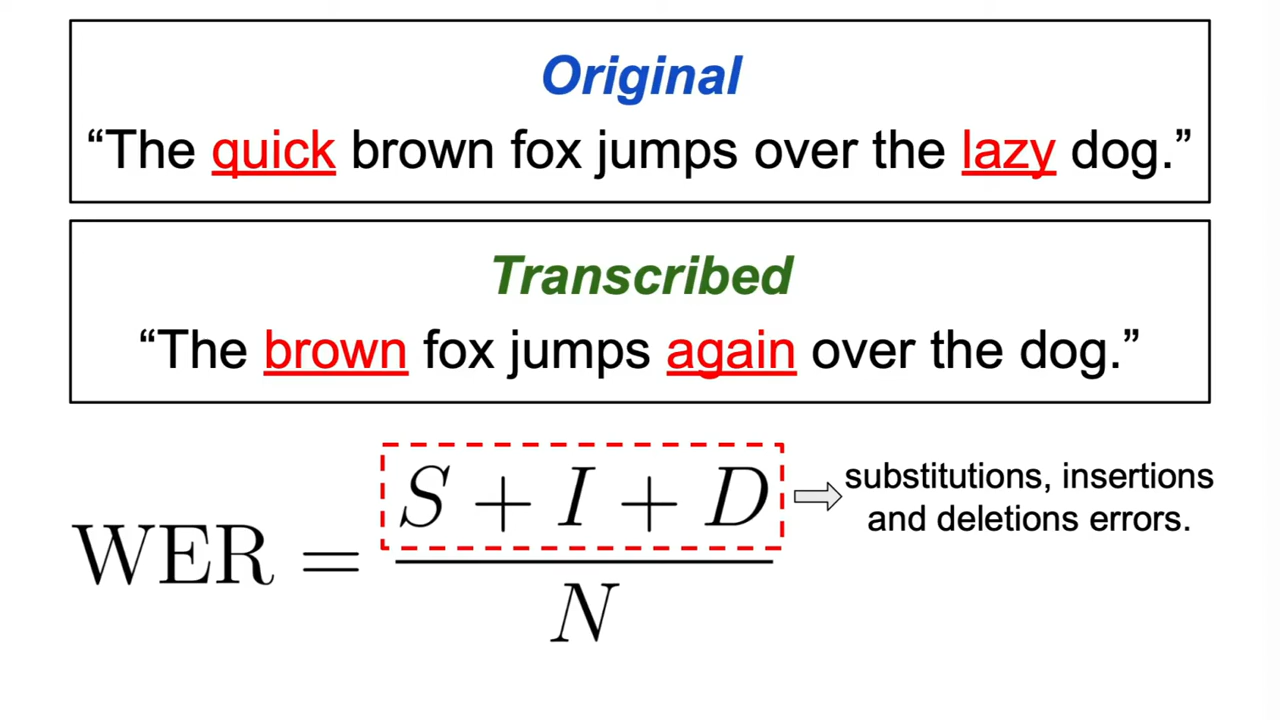 Original
“The quick brown fox jumps over the lazy dog.”
Transcribed
“The brown fox jumps again over the dog.”
WER = S + I + D
N
substitutions, insertions
and deletions errors.